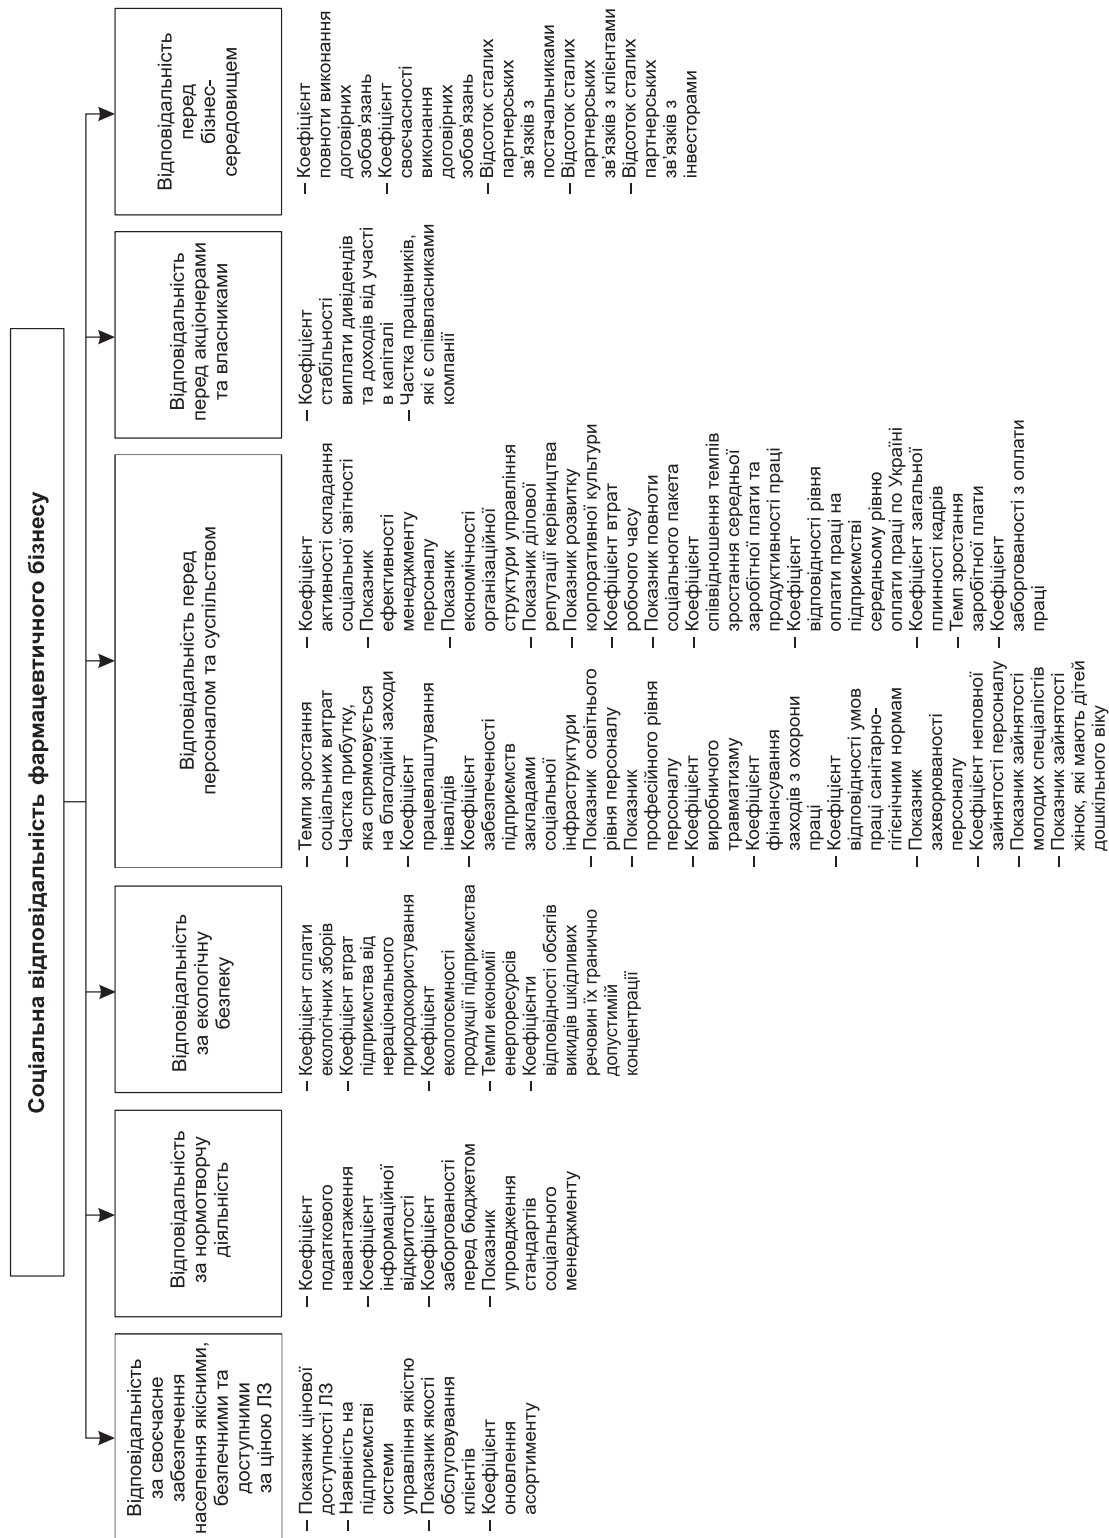 Соціальна відповідальність фармацевтичного бізнесу
Відповідальність
за своєчасне
забезпечення
населення якісними,
безпечними та
доступними
за ціною ЛЗ
– Показник цінової
доступності ЛЗ
– Наявність на
підприємстві
системи
управління якістю
– Показник якості
обслуговування
клієнтів
– Коефіцієнт
оновлення
асортименту
Відповідальність
за нормотворчу
діяльність
– Коефіцієнт
податкового
навантаження
– Коефіцієнт
інформаційної
відкритості
– Коефіцієнт
заборгованості
перед бюджетом
– Показник
упровадження
стандартів
соціального
менеджменту
Відповідальність
за екологічну
безпеку
– Коефіцієнт сплати
екологічних зборів
– Коефіцієнт втрат
підприємства від
нераціонального
природокористування
– Коефіцієнт
екологоємності
продукції підприємства
– Темпи економії
енергоресурсів
– Коефіцієнти
відповідності обсягів
викидів шкідливих
речовин їх гранично
допустимій
концентрації
Відповідальність перед
персоналом та суспільством
– Темпи зростання
соціальних витрат
– Частка прибутку,
яка спрямовується
на благодійні заходи
– Коефіцієнт
працевлаштування
інвалідів
– Коефіцієнт
забезпеченості
підприємств
закладами
соціальної
інфраструктури
– Показник освітнього
рівня персоналу
– Показник
професійного рівня
персоналу
– Коефіцієнт
виробничого
травматизму
– Коефіцієнт
фінансування
заходів з охорони
праці
– Коефіцієнт
відповідності умов
праці санітарно-
гігієнічним нормам
– Показник
захворюваності
персоналу
– Коефіцієнт неповної
зайнятості персоналу
– Показник зайнятості
молодих спеціалістів
– Показник зайнятості
жінок, які мають дітей
дошкільного віку
– Коефіцієнт
активності складання
соціальної звітності
– Показник
ефективності
менеджменту
персоналу
– Показник
економічності
організаційної
структури управління
– Показник ділової
репутації керівництва
– Показник розвитку
корпоративної культури
– Коефіцієнт втрат
робочого часу
– Показник повноти
соціального пакета
– Коефіцієнт
співвідношення темпів
зростання середньої
заробітної плати та
продуктивності праці
– Коефіцієнт
відповідності рівня
оплати праці на
підприємстві
середньому рівню
оплати праці по Україні
– Коефіцієнт загальної
плинності кадрів
– Темп зростання
заробітної плати
– Коефіцієнт
заборгованості з оплати
праці
Відповідальність
перед акціонерами
та власниками
– Коефіцієнт
стабільності
виплати дивідендів
та доходів від участі
в капіталі
– Частка працівників,
які є співвласниками
компанії
Відповідальність
перед
бізнес-
середовищем
– Коефіцієнт
повноти виконання
договірних
зобов'язань
– Коефіцієнт
своєчасності
виконання
договірних
зобов'язань
– Відсоток сталих
партнерських
зв'язків з
постачальниками
– Відсоток сталих
партнерських
зв'язків з клієнтами
– Відсоток сталих
партнерських
зв'язків з
інвесторами